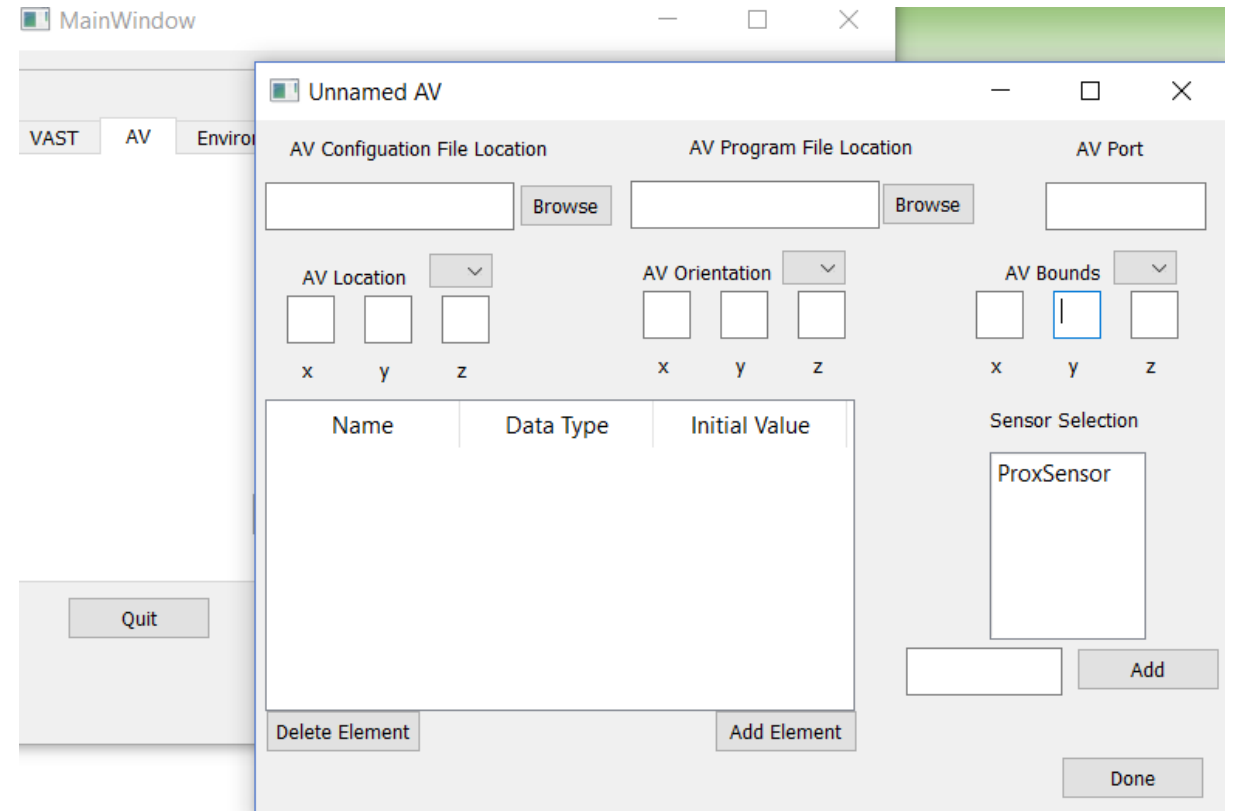 MainWindow
Unnamed AV
VAST AV Enviro
AV Configuation File Location AV Program File Location AV Port
Browse Browse
AV Location AV Orientation AV Bounds
x y z x y z x y z
Name Data Type Initial Value
Sensor Selection
ProxSensor
Quit
Add
Delete Element Add Element
Done